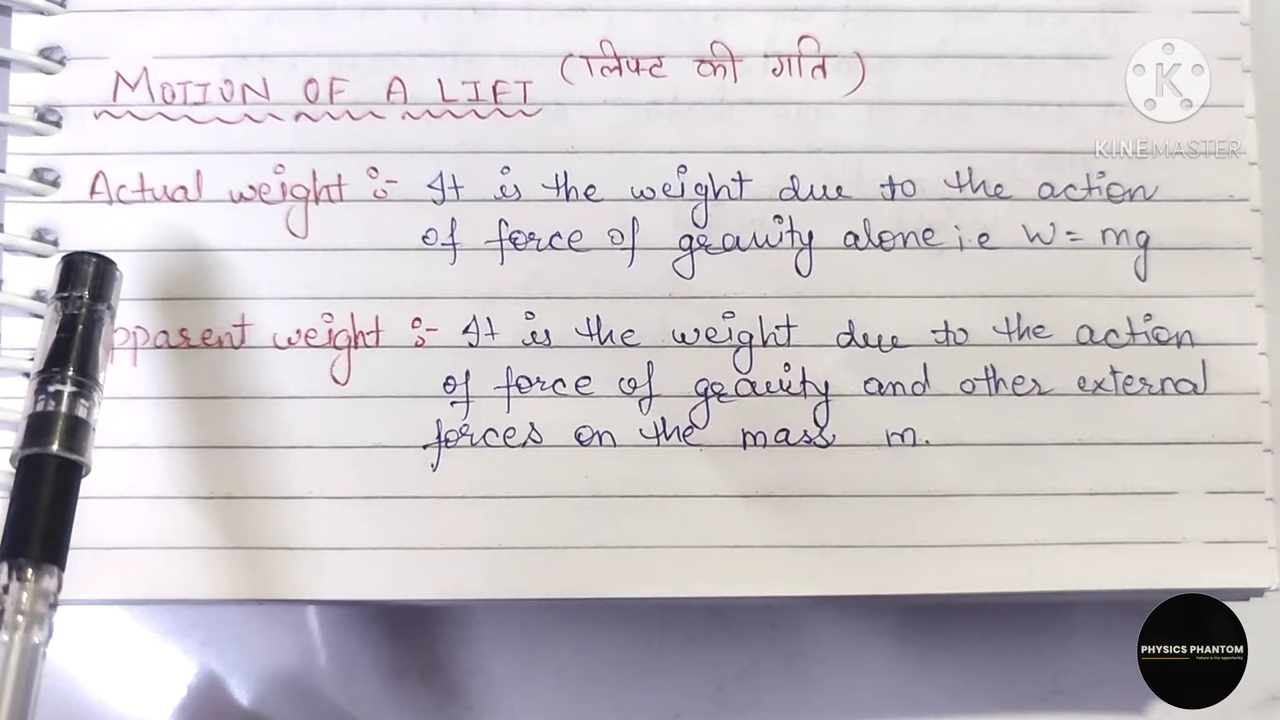 MOTION OF A LIFT (लिफ्ट की गति)
KINEMASTER
Actual weight :- It is the weight due to the action
of force of gravity alone i.e W = mg
pparent weight :- It is the weight due to the action
of force of gravity and other external
forces on the mass m.
PHYSICS PHANTOM